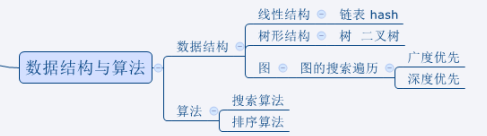 数据结构与算法
数据结构
线性结构
链表 hash
树形结构
树 二叉树
图
图的搜索遍历
广度优先
深度优先
算法
搜索算法
排序算法